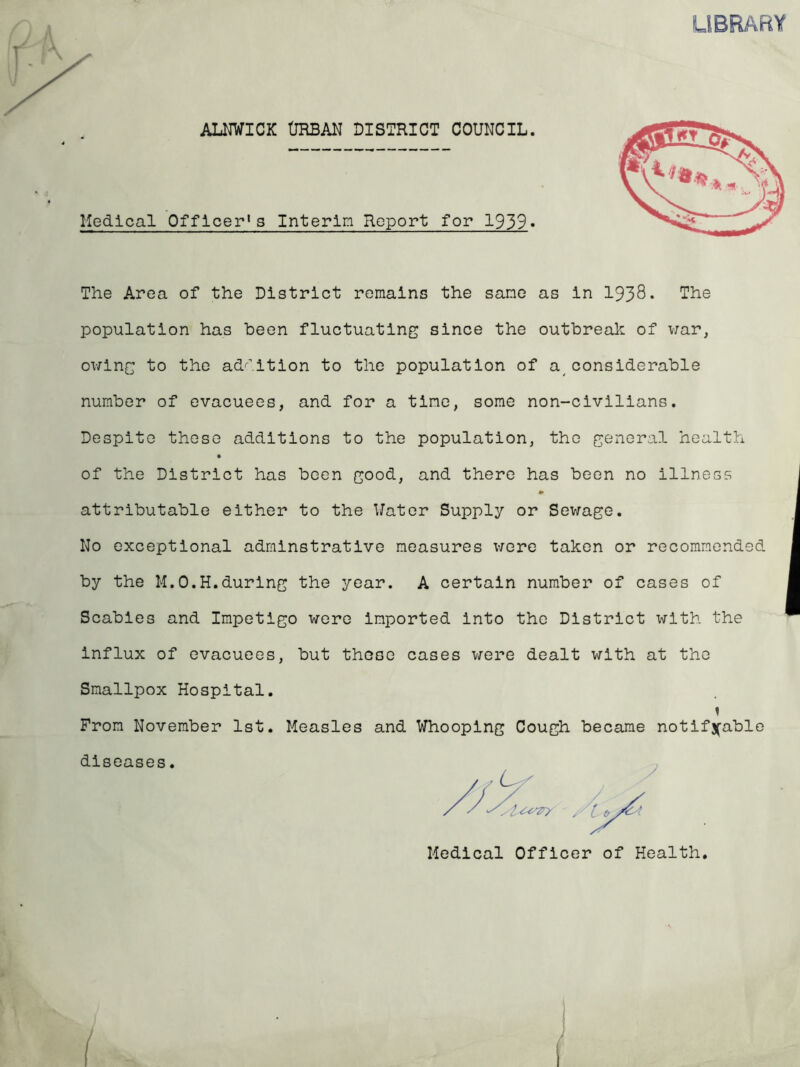 LIBRARY
P.A
ALNWICK URBAN DISTRICT COUNCIL.
OF
LIBRARY
Medical Officer's Interim Report for 1939.
The Area of the District remains the same as in 1938. The
population has been fluctuating since the outbreak of war,
owing to the addition to the population of a considerable
number of evacuees, and for a time, some non-civilians.
Despite these additions to the population, the general health
of the District has been good, and there has been no illness
attributable either to the Water Supply or Sewage.
No exceptional adminstrative measures were taken or recommended
by the M.O.H.during the year. A certain number of cases of
Scabies and Impetigo were imported into the District with the
influx of evacuees, but these cases were dealt with at the
Smallpox Hospital.
From November 1st. Measles and Whooping Cough became notifiable
diseases.
Medical Officer of Health.